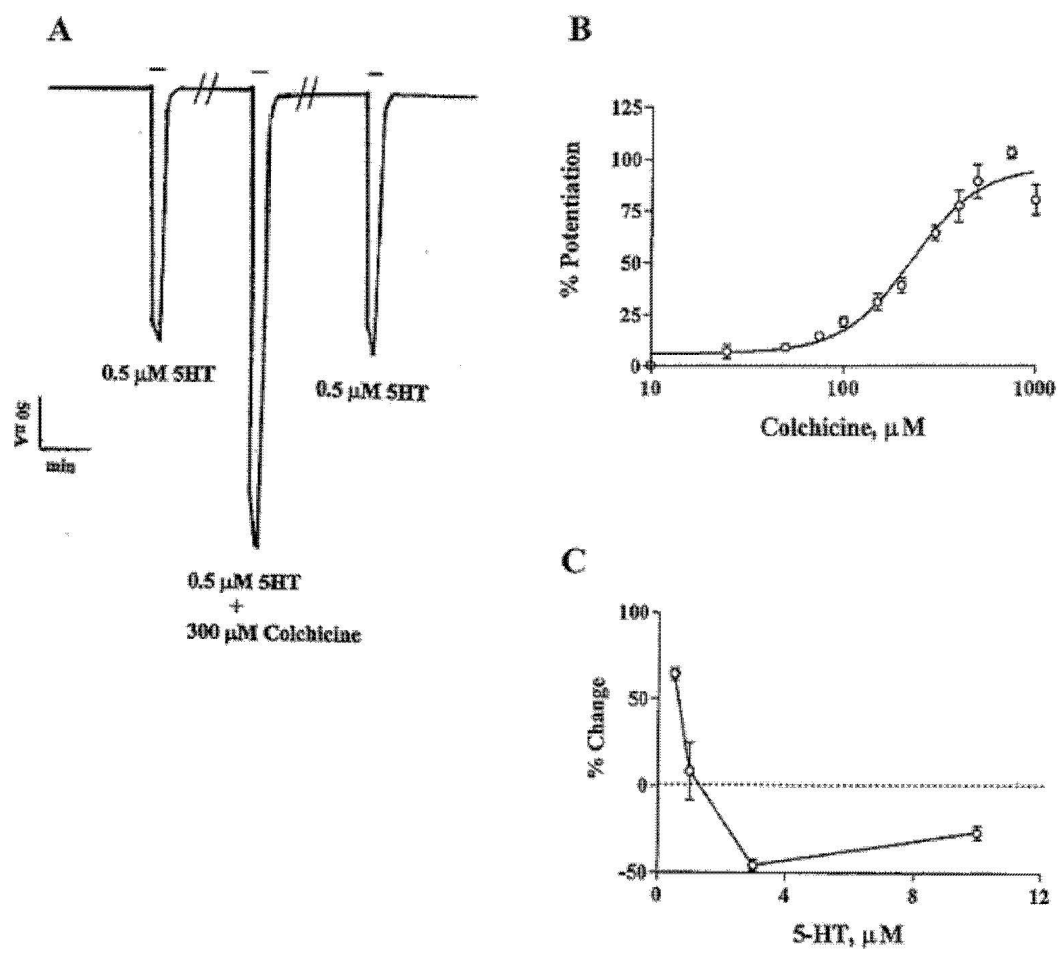 A
0.5 μM 5HT
0.5 μM 5HT
50 nA
min
0.5 μM 5HT
+
300 μM Colchicine
B
125
100
75
50
25
0
% Potentiation
10
100
1000
Colchicine, μM
C
100
50
0
-50
% Change
0
4
8
12
5-HT, μM